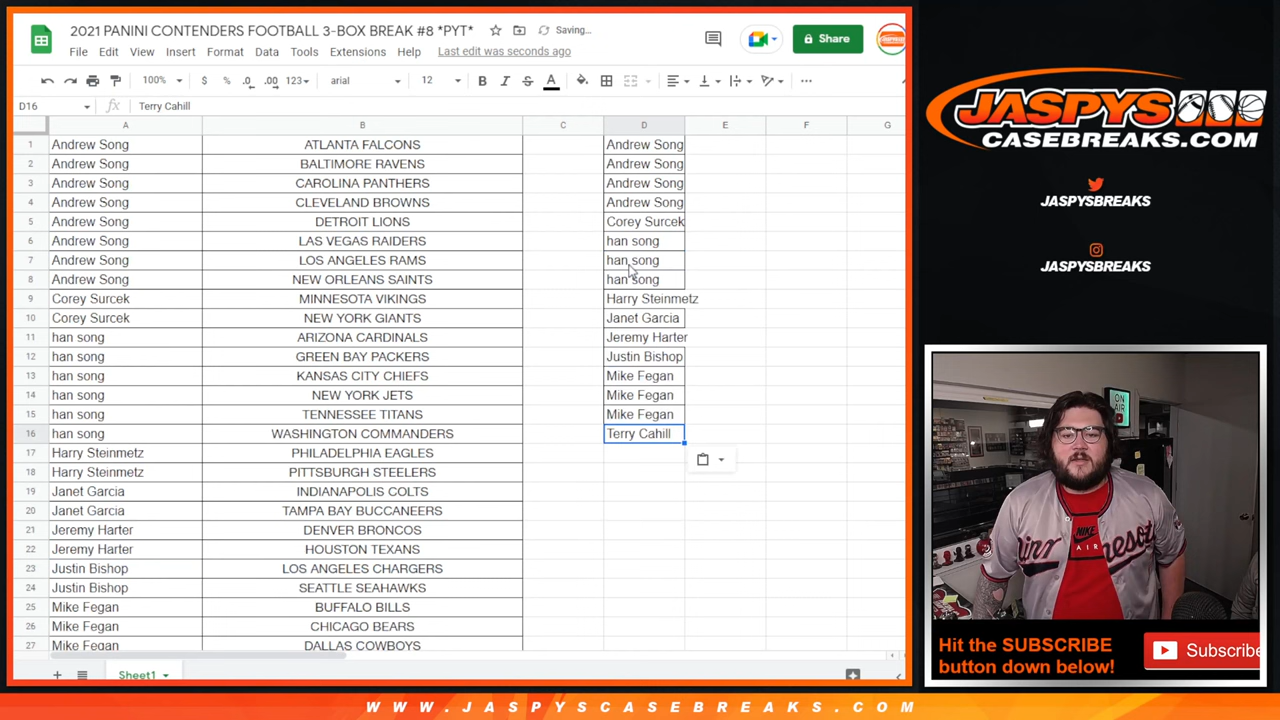 2021 PANINI CONTENDERS FOOTBALL 3-BOX BREAK #8 *PYT*
Saving...
File Edit View Insert Format Data Tools Extensions Help Last edit was seconds ago
Share
100% $ % .0 .00 123 arial 12 B I S A
D16 fx Terry Cahill
A B C D E F G
1 Andrew Song ATLANTA FALCONS Andrew Song
2 Andrew Song BALTIMORE RAVENS Andrew Song
3 Andrew Song CAROLINA PANTHERS Andrew Song
4 Andrew Song CLEVELAND BROWNS Andrew Song
5 Andrew Song DETROIT LIONS Corey Surcek
6 Andrew Song LAS VEGAS RAIDERS han song
7 Andrew Song LOS ANGELES RAMS han song
8 Andrew Song NEW ORLEANS SAINTS han song
9 Corey Surcek MINNESOTA VIKINGS Harry Steinmetz
10 Corey Surcek NEW YORK GIANTS Janet Garcia
11 han song ARIZONA CARDINALS Jeremy Harter
12 han song GREEN BAY PACKERS Justin Bishop
13 han song KANSAS CITY CHIEFS Mike Fegan
14 han song NEW YORK JETS Mike Fegan
15 han song TENNESSEE TITANS Mike Fegan
16 han song WASHINGTON COMMANDERS Terry Cahill
17 Harry Steinmetz PHILADELPHIA EAGLES
18 Harry Steinmetz PITTSBURGH STEELERS
19 Janet Garcia INDIANAPOLIS COLTS
20 Janet Garcia TAMPA BAY BUCCANEERS
21 Jeremy Harter DENVER BRONCOS
22 Jeremy Harter HOUSTON TEXANS
23 Justin Bishop LOS ANGELES CHARGERS
24 Justin Bishop SEATTLE SEAHAWKS
25 Mike Fegan BUFFALO BILLS
26 Mike Fegan CHICAGO BEARS
27 Mike Fegan DALLAS COWBOYS
Sheet1
JASPYS
CASEBREAKS.COM
JASPYSBREAKS
JASPYSBREAKS
ON
AIR
NIKE
AIR
Hit the SUBSCRIBE
button down below!
Subscribe
WWW.JASPYSCASEBREAKS.COM